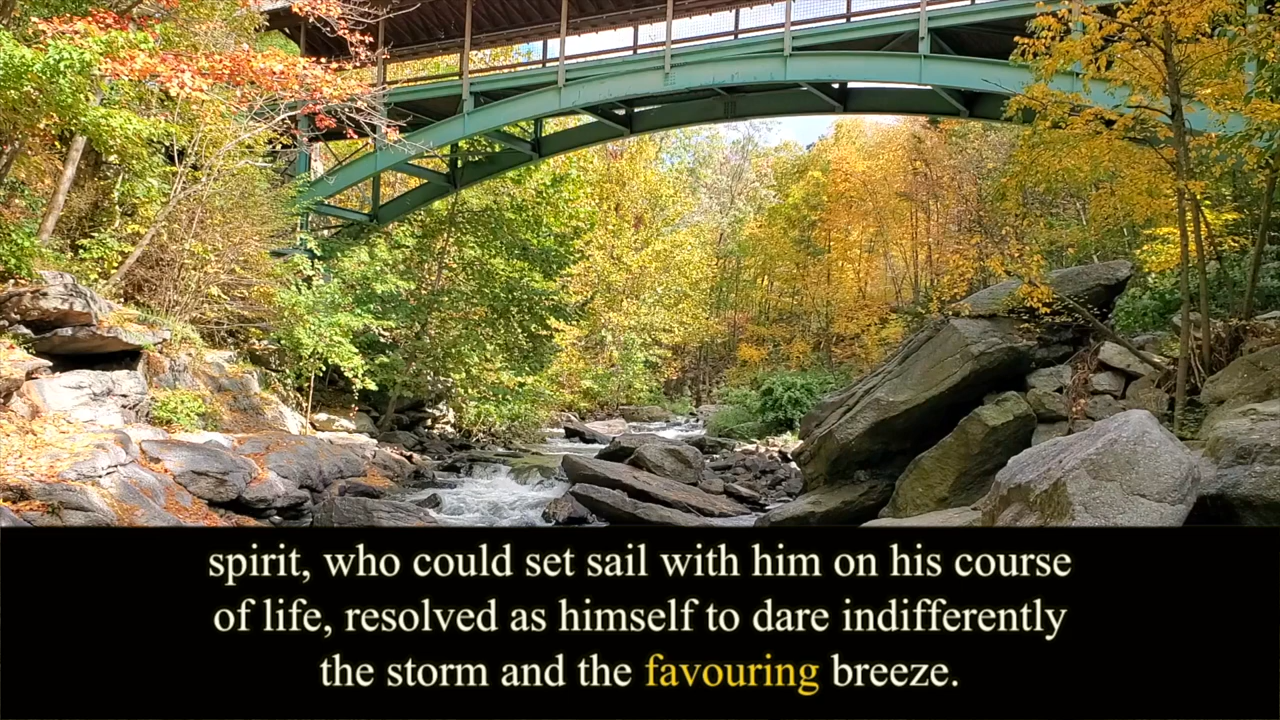 spirit, who could set sail with him on his course
of life, resolved as himself to dare indifferently
the storm and the favouring breeze.